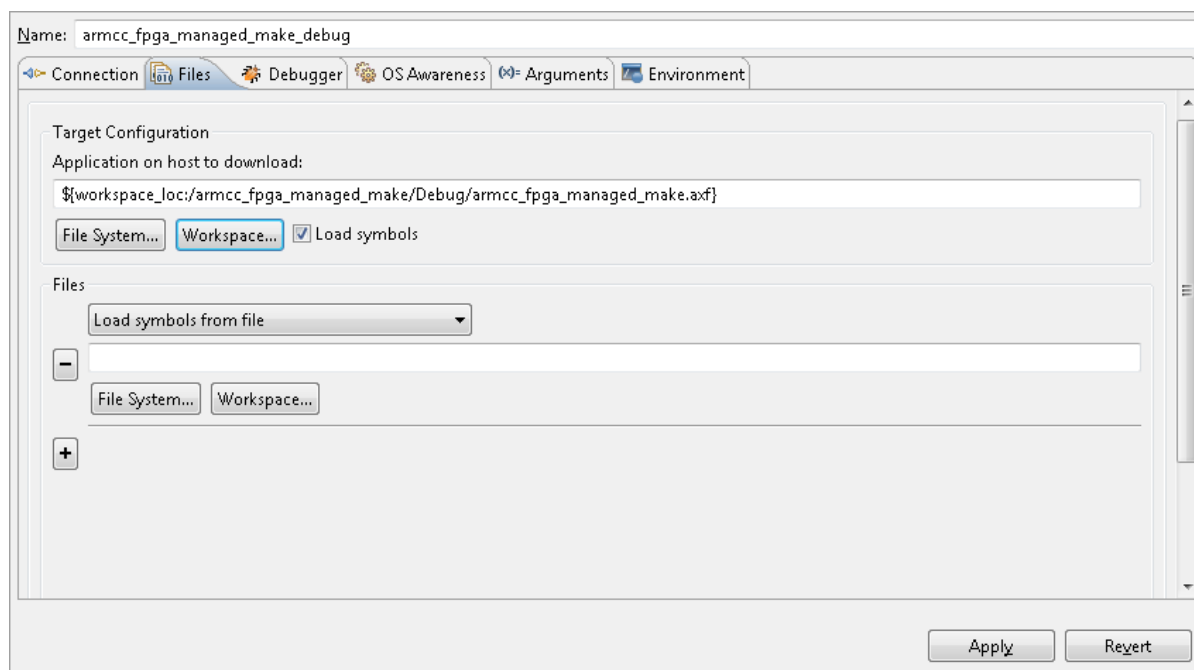 Name: armcc_fpga_managed_make_debug
Connection Files Debugger OS Awareness (x)= Arguments Environment
Target Configuration
Application on host to download:
${workspace_loc:/armcc_fpga_managed_make/Debug/armcc_fpga_managed_make.axf}
File System... Workspace... Load symbols
Files
Load symbols from file
File System... Workspace...
Apply Revert